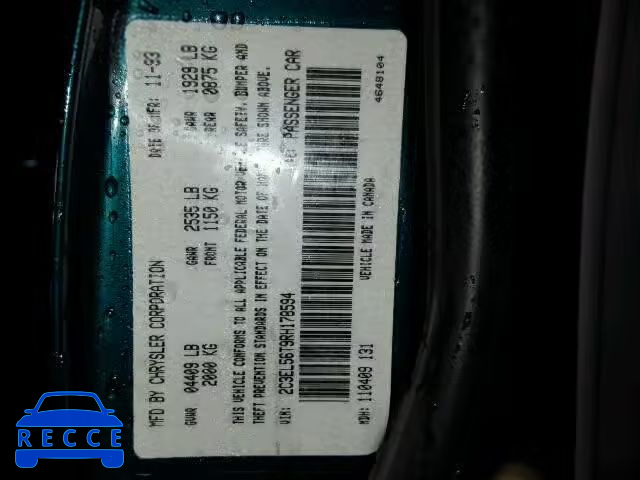 MFD BY CHRYSLER CORPORATION DATE OF MFR: 11-93
GVWR 04409 LB GAWR 2535 LB GAWR 1929 LB
2000 KG FRONT 1150 KG REAR 0875 KG
THIS VEHICLE CONFORMS TO ALL APPLICABLE FEDERAL MOTOR VEHICLE SAFETY, BUMPER AND
THEFT PREVENTION STANDARDS IN EFFECT ON THE DATE OF MANUFACTURE SHOWN ABOVE.
VIN: 2C3EL56T9RH178594 PASSENGER CAR
MDH: 110409 131 VEHICLE MADE IN CANADA 4648104
RECCE